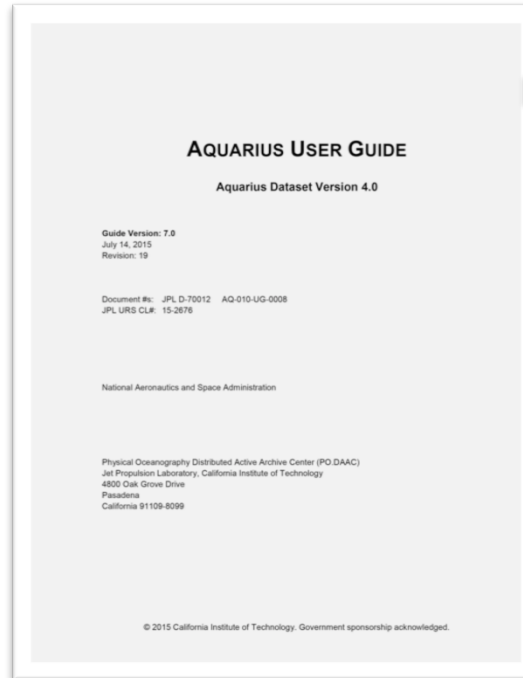 AQUARIUS USER GUIDE
Aquarius Dataset Version 4.0
Guide Version: 7.0
July 14, 2015
Revision: 19
Document #s: JPL D-70012 AQ-010-UG-0008
JPL URS CL#: 15-2676
National Aeronautics and Space Administration
Physical Oceanography Distributed Active Archive Center (PO.DAAC)
Jet Propulsion Laboratory, California Institute of Technology
4800 Oak Grove Drive
Pasadena
California 91109-8099
© 2015 California Institute of Technology. Government sponsorship acknowledged.